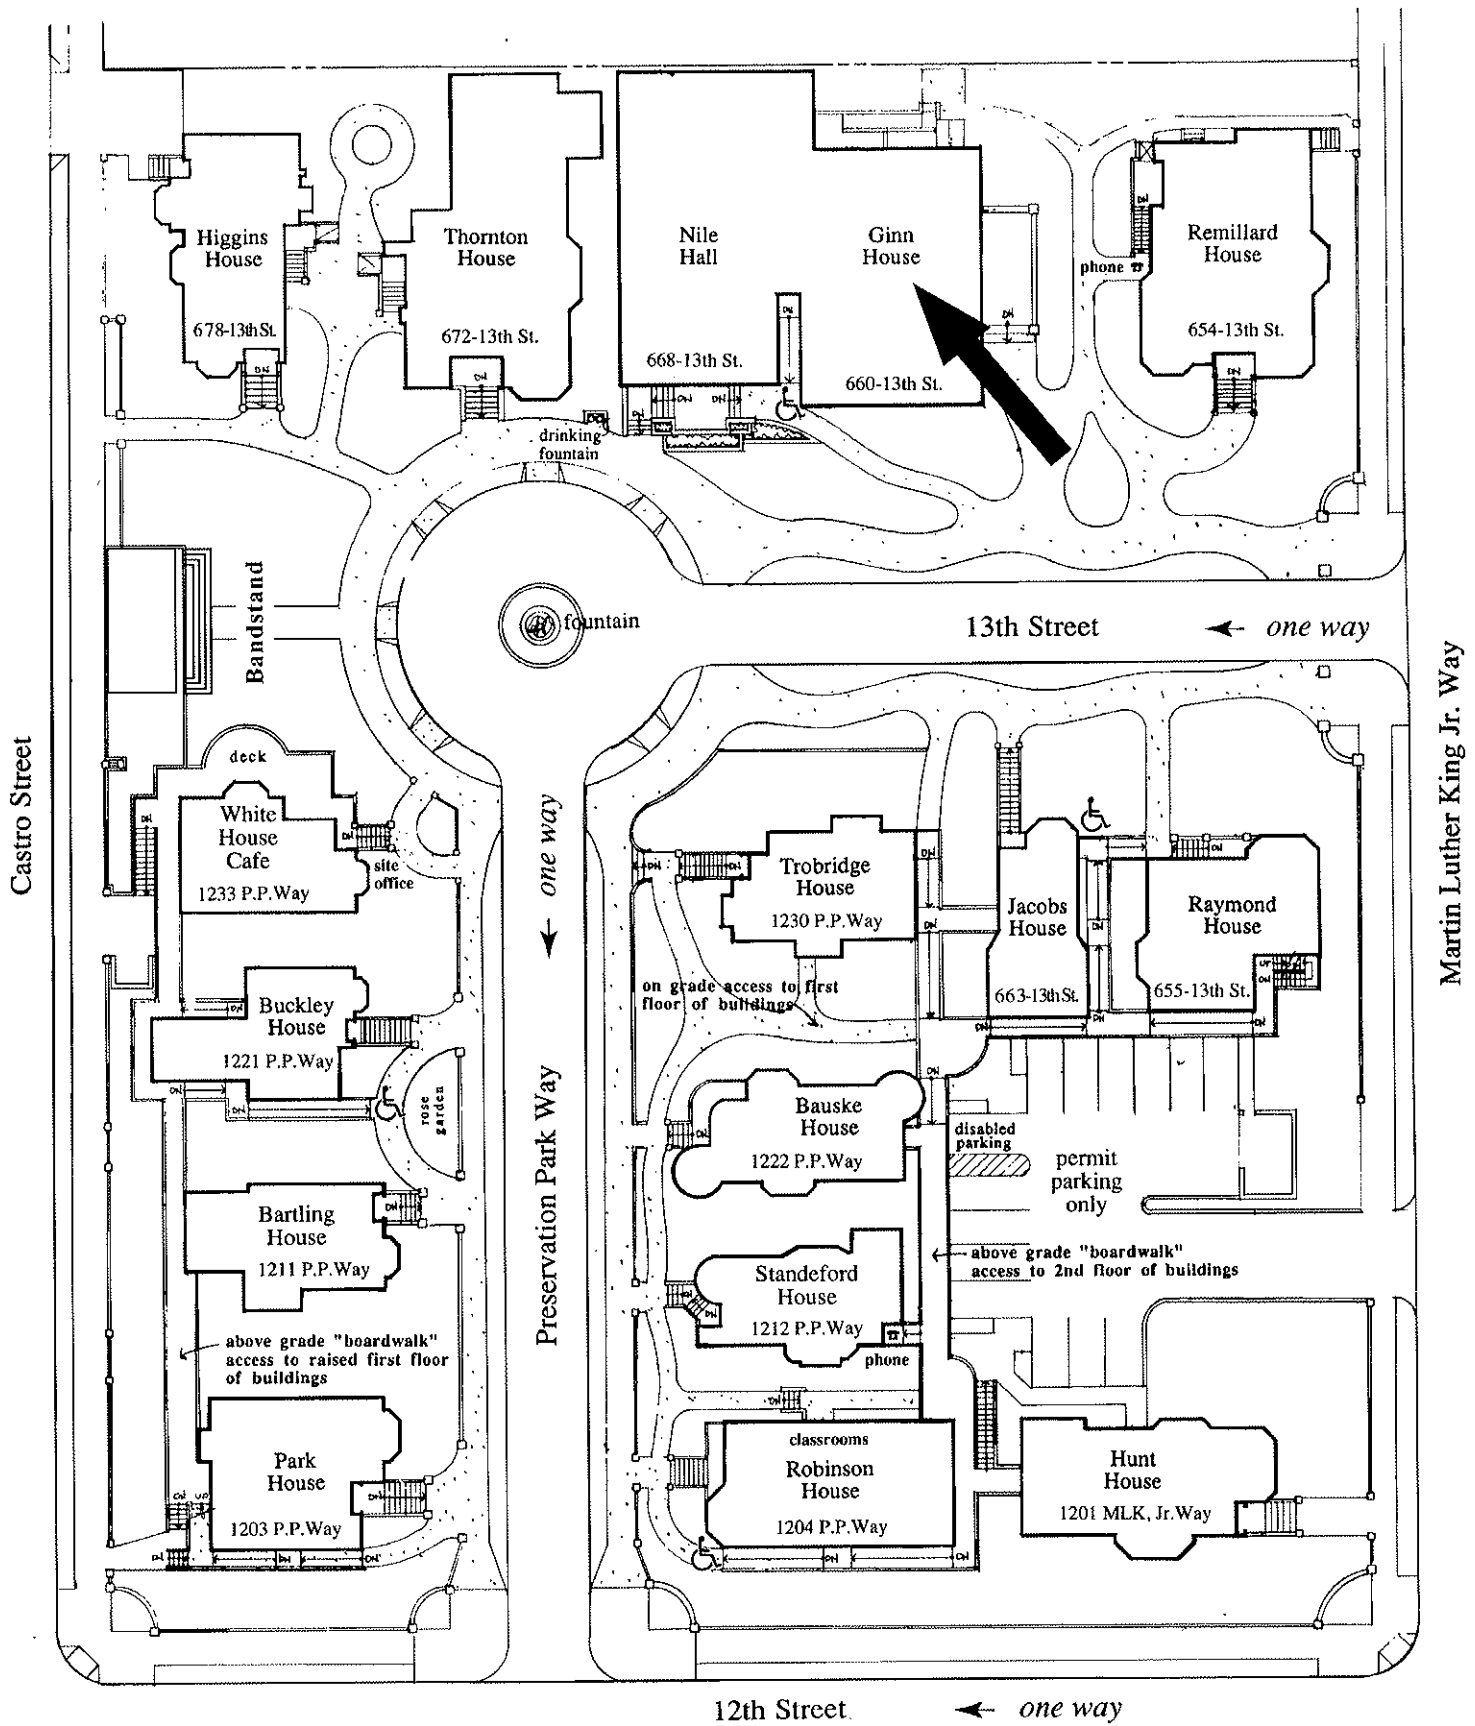 Higgins
House
678-13th St.
Thornton
House
672-13th St.
Nile
Hall
668-13th St.
Ginn
House
660-13th St.
phone
Remillard
House
654-13th St.
drinking
fountain
Bandstand
fountain
13th Street
← one way
Martin Luther King Jr. Way
Castro Street
deck
White
House
Cafe
1233 P.P.Way
site
office
← one way
Trobridge
House
1230 P.P.Way
Jacobs
House
663-13th St.
Raymond
House
655-13th St.
on grade access to first
floor of buildings
Buckley
House
1221 P.P.Way
rose
garden
Preservation Park Way
Bauske
House
1222 P.P.Way
disabled
parking
permit
parking
only
Bartling
House
1211 P.P.Way
Standeford
House
1212 P.P.Way
phone
above grade "boardwalk"
access to 2nd floor of buildings
above grade "boardwalk"
access to raised first floor
of buildings
Park
House
1203 P.P.Way
classrooms
Robinson
House
1204 P.P.Way
Hunt
House
1201 MLK, Jr.Way
12th Street
← one way